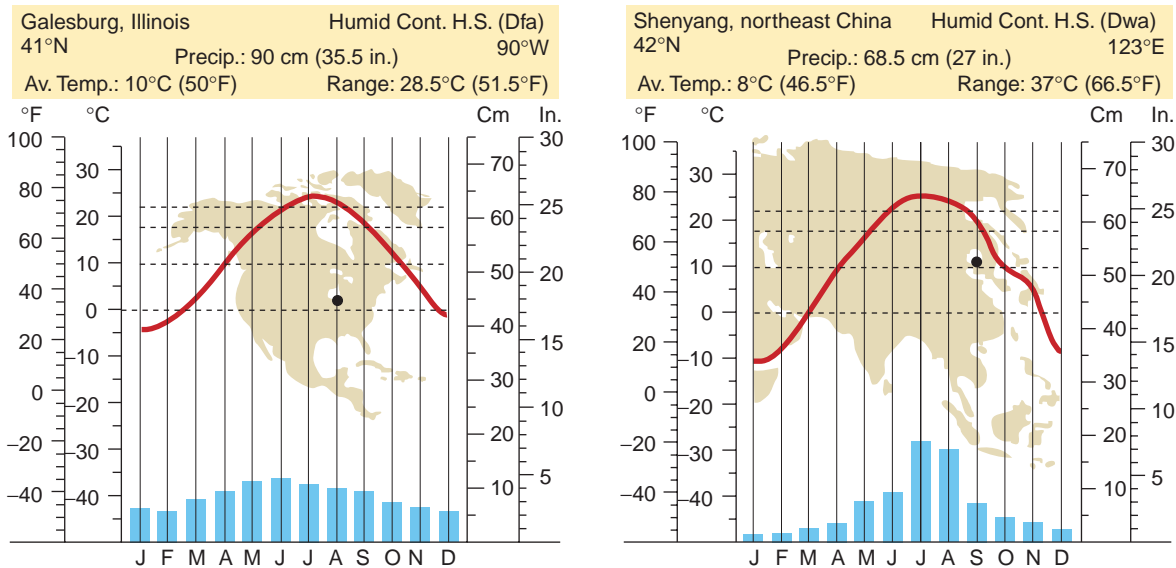 Galesburg, Illinois Humid Cont. H.S. (Dfa)
41°N 90°W
Precip.: 90 cm (35.5 in.)
Av. Temp.: 10°C (50°F) Range: 28.5°C (51.5°F)
°F °C Cm In.
100 30
30 70
80
20 60 25
60
10 50 20
40
0 40
20 15
–10 30
0
–20 10
–20 20
–30
5
–40 –40 10
J F M A M J J A S O N D
Shenyang, northeast China Humid Cont. H.S. (Dwa)
42°N 123°E
Precip.: 68.5 cm (27 in.)
Av. Temp.: 8°C (46.5°F) Range: 37°C (66.5°F)
°F °C Cm In.
100 30
30 70
80
20 60 25
60
10 50 20
40
0 40
20 15
–10 30
0
–20 10
–20 20
–30
5
–40 –40 10
J F M A M J J A S O N D